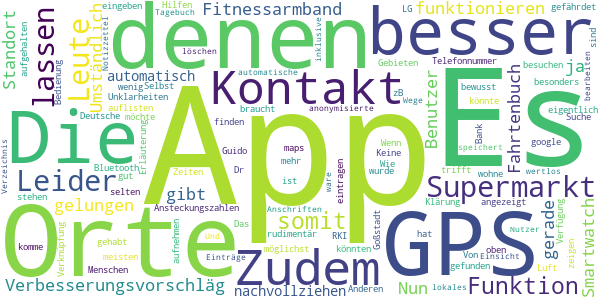 aufgehalten Tagebuch Hilfen
eingeben Fitnessarmband LG funktionieren gefährdet
Standort lassen Notizzettel Leute Umständlich denen besser
löschen inklusive Gebieten Telefonnummer sind
Bedienung automatisch automatische Kontakt Benutzer ja besuchen besonders bearbeiten
wenig Selbst zB Wege bewusst
Unklarheiten braucht anonymisierte könnte
Die auflisten Deutsche möchte App Es Fahrtenbuch eigentlich Suche
finden Guido maps Wenn Bank google
Verzeichnis Bluetooth Erläuterung Zeiten mehr Keine Wie speichert wertlos
gut Dr eintragen wurde trifft wohne
Leider gibt ist Supermarkt
stehen selten Ansteckungszahlen ware Klärung angezeigt
gelungen Anschriften somit Großstadt GPS gerade Verfügung Smartwatch
Orte Verknüpfung gehabt Das rudimentär hat Von Nutzer
komme aufnehmen Und möglichst RKI oben Einsicht
meisten Einträge könnten gefunden Luft zeigen
Menschen Zudem Nun lokales Funktion
Verbesserungsvorschläg nachvollziehen Anderen